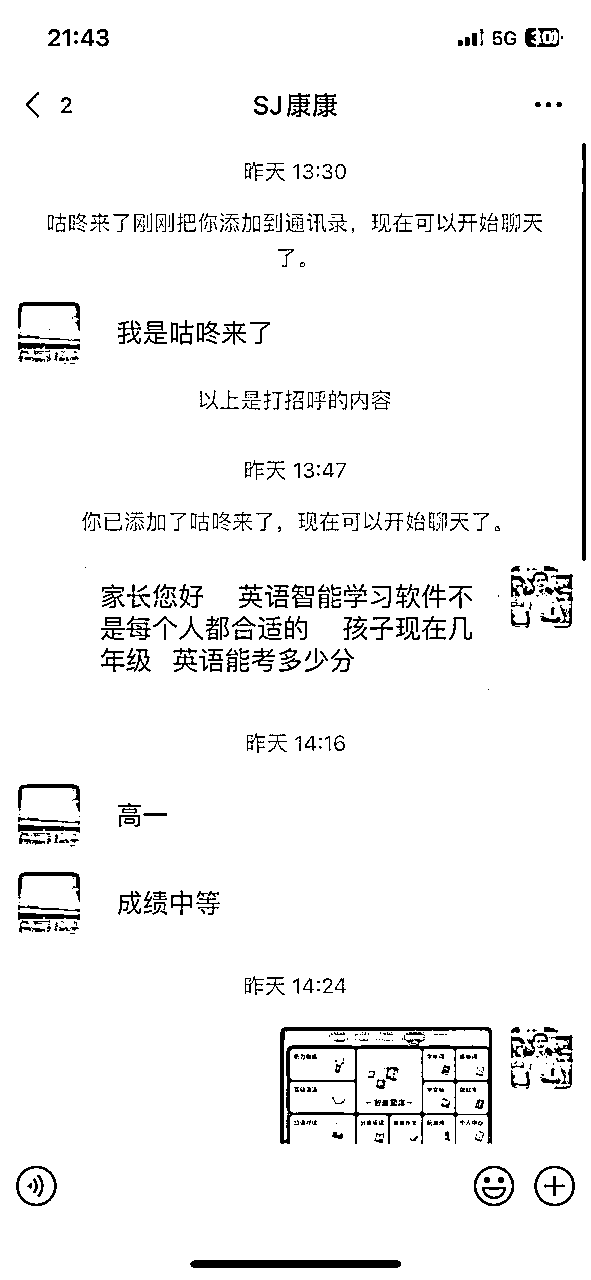 21:43
5G
2
SJ康康
昨天 13:30
咕咚来了刚刚把你添加到通讯录，现在可以开始聊天
了。
我是咕咚来了
以上是打招呼的内容
昨天 13:47
你已添加了咕咚来了，现在可以开始聊天了。
家长您好 英语智能学习软件不
是每个人都合适的 孩子现在几
年级 英语能考多少分
昨天 14:16
高一
成绩中等
昨天 14:24
个人中心